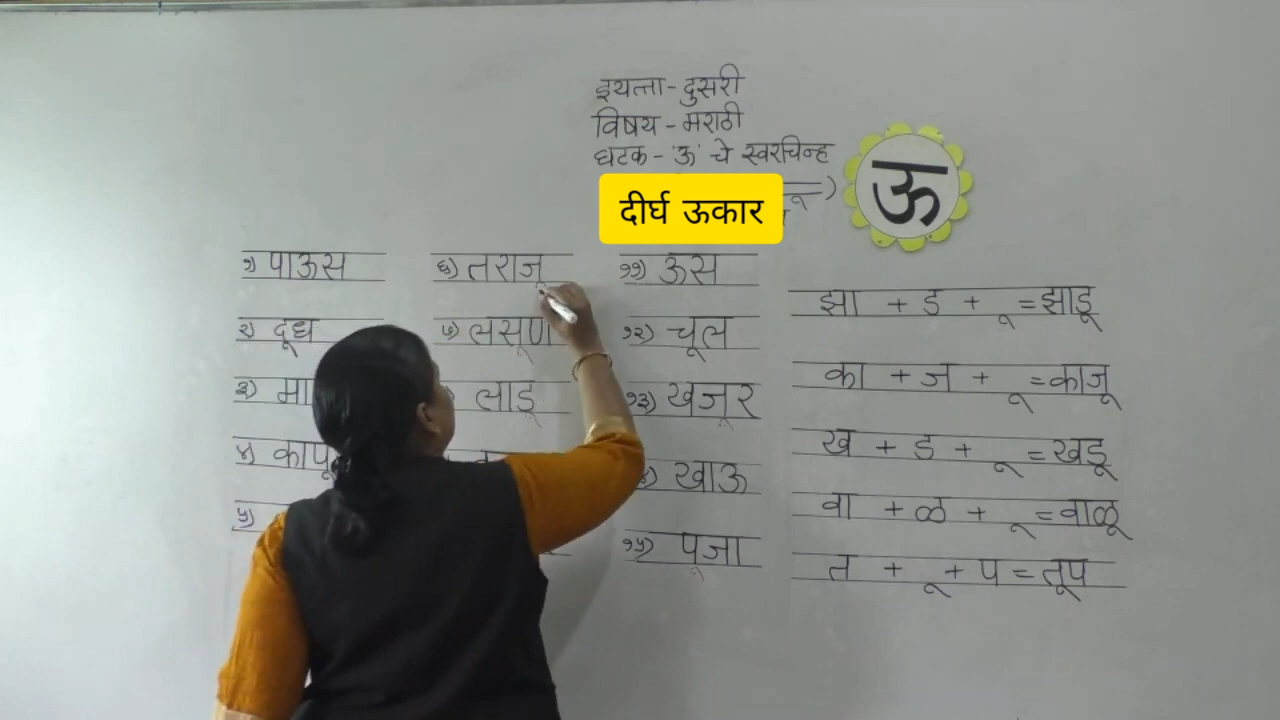 इयत्ता - दुसरी
विषय - मराठी
घटक - 'ऊ' चे स्वरचिन्ह
दीर्घ ऊकार
ऊ
१) पाऊस
२) दूध
३) मा
४) कापू
५)
६) तराजू
७) लसूण
लाडू
११) ऊस
१२) चूल
१३) खजूर
खाऊ
१५) पूजा
झा + ड + ू = झाडू
का + ज + ू = काजू
ख + ड + ू = खडू
वा + ळ + ू = वाळू
त + ू + प = तूप